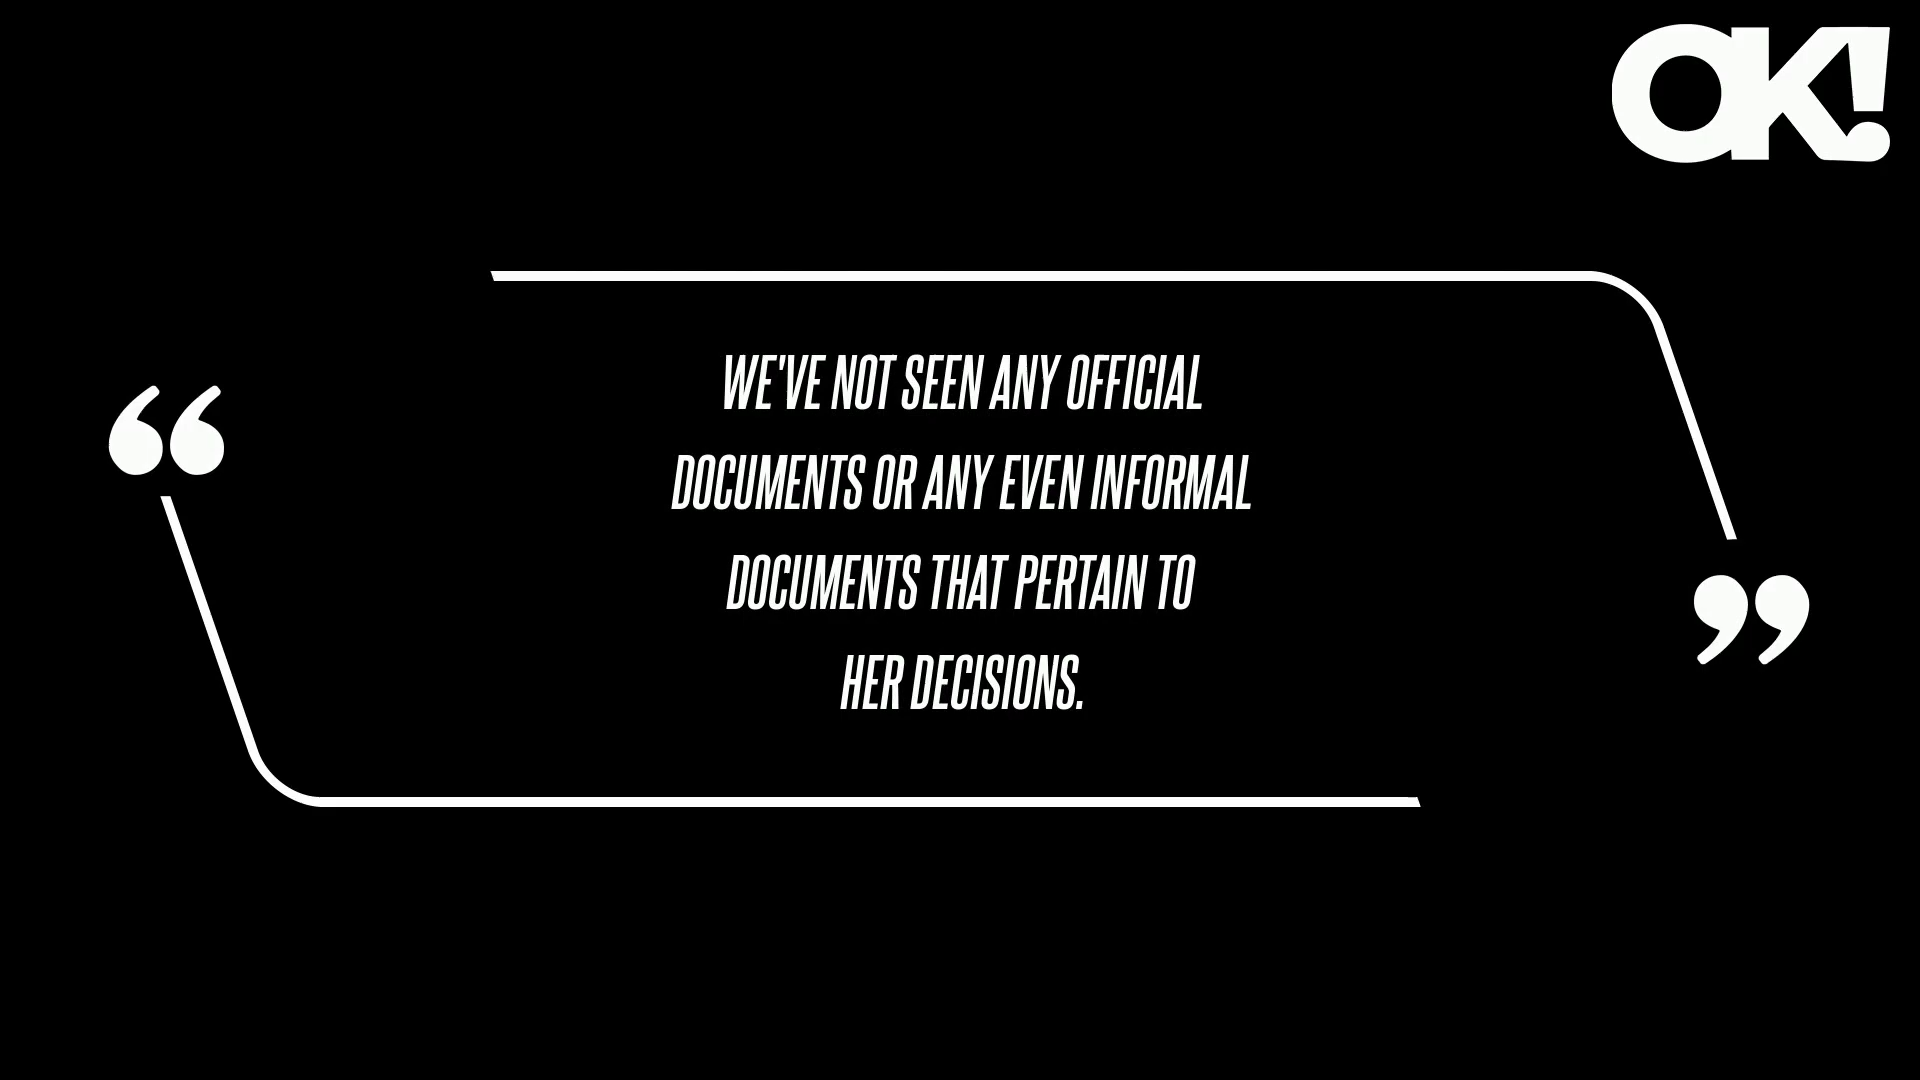 OK!
“
WE'VE NOT SEEN ANY OFFICIAL
DOCUMENTS OR ANY EVEN INFORMAL
DOCUMENTS THAT PERTAIN TO
HER DECISIONS.
”